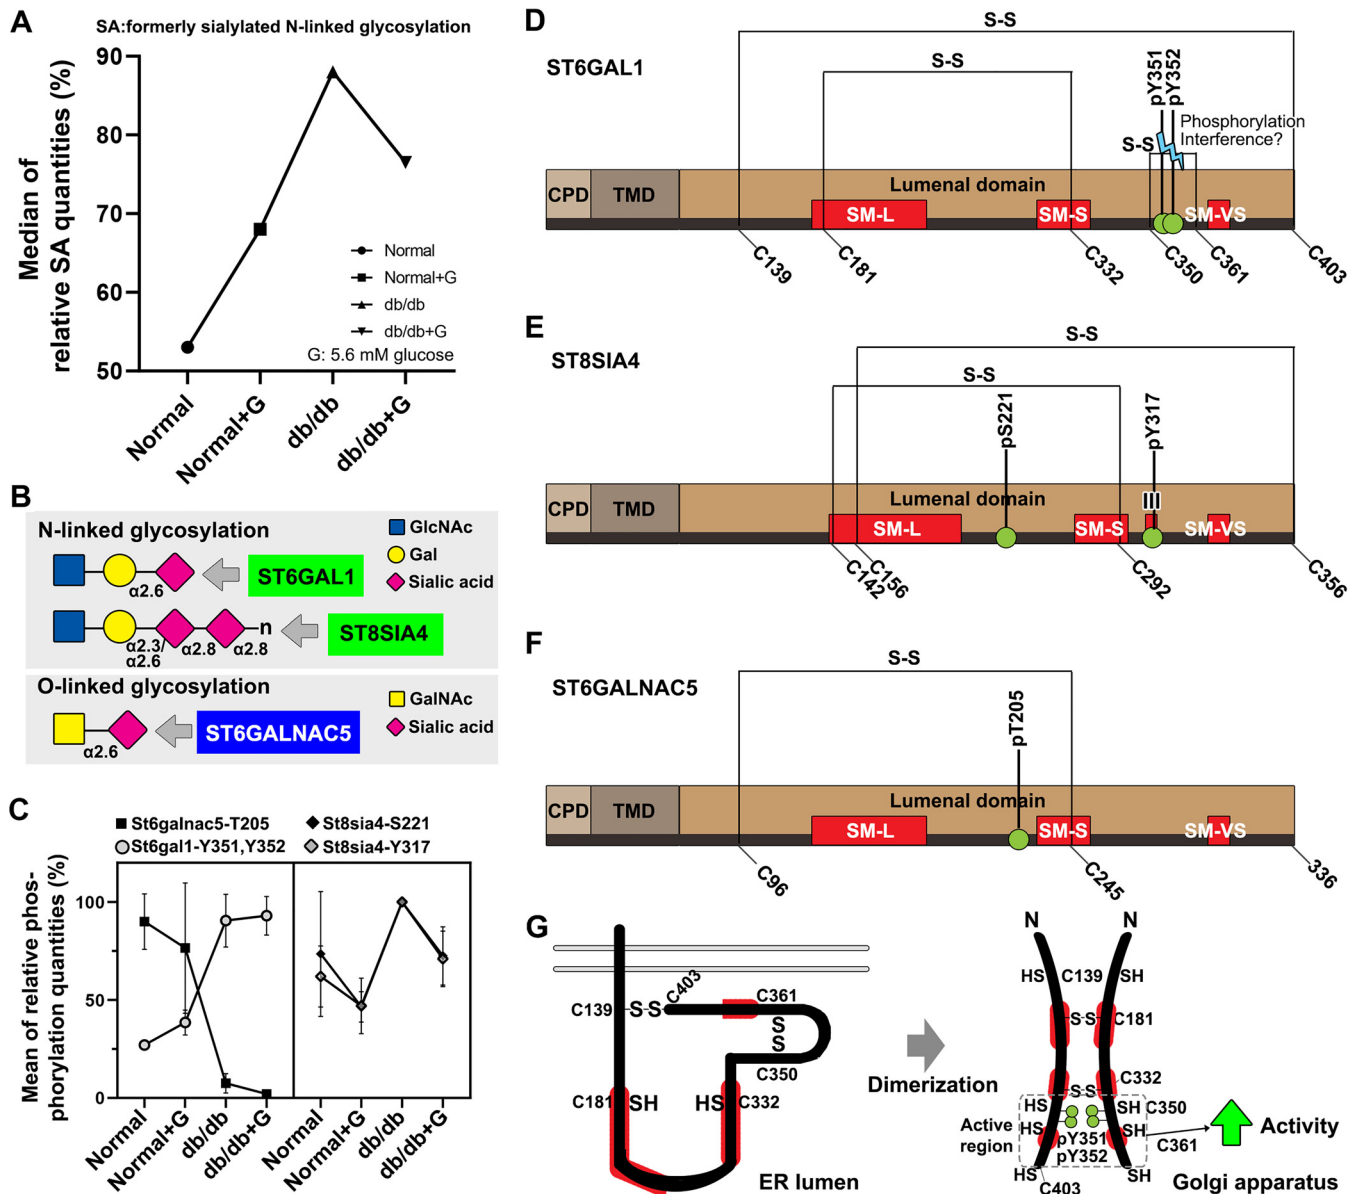 A
SA:formerly sialylated N-linked glycosylation
Median of
relative SA quantities (%)
90
80
70
60
50
Normal
Normal+G
db/db
db/db+G
G: 5.6 mM glucose
Normal
Normal+G
db/db
db/db+G
B
N-linked glycosylation
GlcNAc
Gal
Sialic acid
α2.6
ST6GAL1
α2.3/
α2.6
α2.8
α2.8
n
ST8SIA4
O-linked glycosylation
GalNAc
Sialic acid
α2.6
ST6GALNAC5
C
St6galnac5-T205
St8sia4-S221
St6gal1-Y351,Y352
St8sia4-Y317
Mean of relative phos-
phorylation quantities (%)
100
50
0
Normal
Normal+G
db/db
db/db+G
Normal
Normal+G
db/db
db/db+G
D
ST6GAL1
S-S
S-S
pY351
pY352
Phosphorylation
Interference?
S-S
CPD
TMD
Lumenal domain
SM-L
SM-S
SM-VS
C139
C181
C332
C350
C361
C403
E
ST8SIA4
S-S
S-S
pS221
pY317
CPD
TMD
Lumenal domain
III
SM-L
SM-S
SM-VS
C142
C156
C292
C356
F
ST6GALNAC5
S-S
pT205
CPD
TMD
Lumenal domain
SM-L
SM-S
SM-VS
C96
C245
336
G
C403
C139
S-S
C361
S
S
C350
C181
SH
HS
C332
ER lumen
Dimerization
N
N
HS
C139
SH
S-S
C181
C332
S-S
HS
SH
C350
Active
region
HS
pY351
pY352
SH
C361
HS
SH
C403
Activity
Golgi apparatus